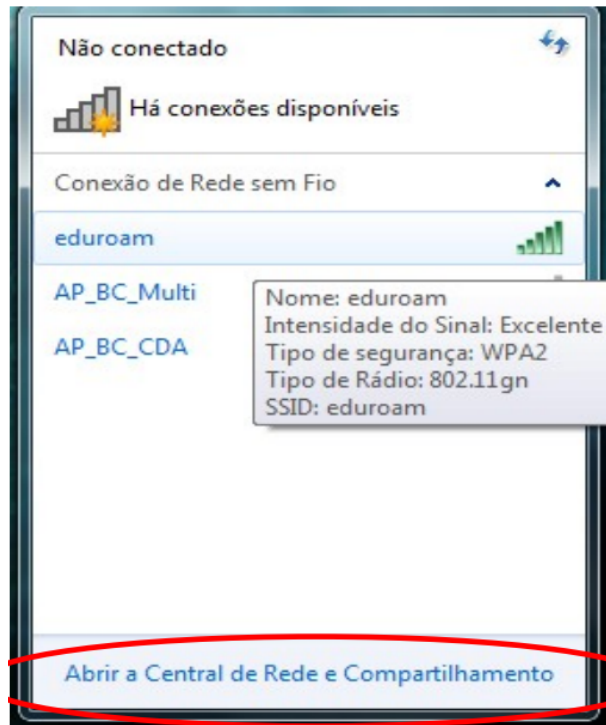 Não conectado
Há conexões disponíveis
Conexão de Rede sem Fio
eduroam
AP_BC_Multi
AP_BC_CDA
Nome: eduroam
Intensidade do Sinal: Excelente
Tipo de segurança: WPA2
Tipo de Rádio: 802.11gn
SSID: eduroam
Abrir a Central de Rede e Compartilhamento